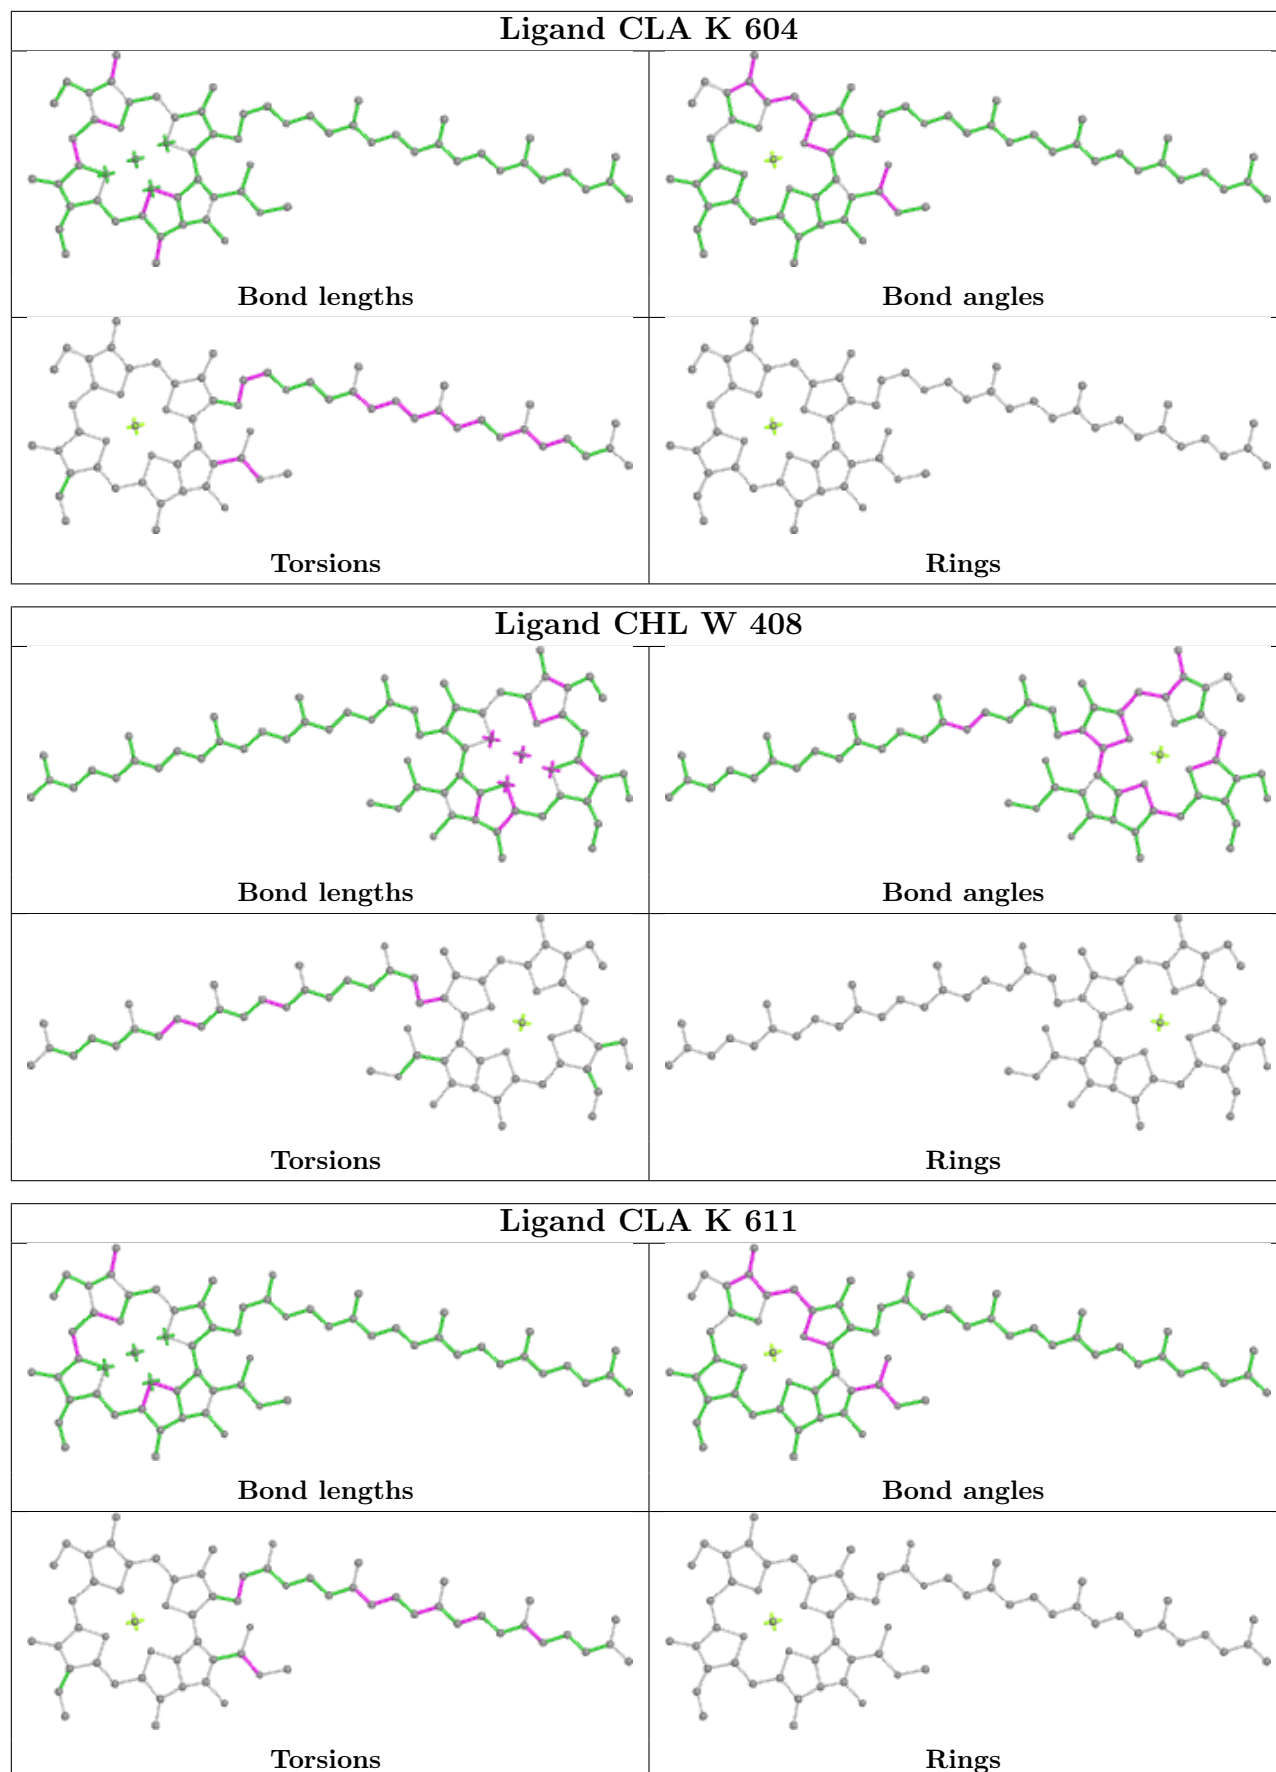 Ligand CLA K 604
Bond lengths
Bond angles
Torsions
Rings
Ligand CHL W 408
Bond lengths
Bond angles
Torsions
Rings
Ligand CLA K 611
Bond lengths
Bond angles
Torsions
Rings